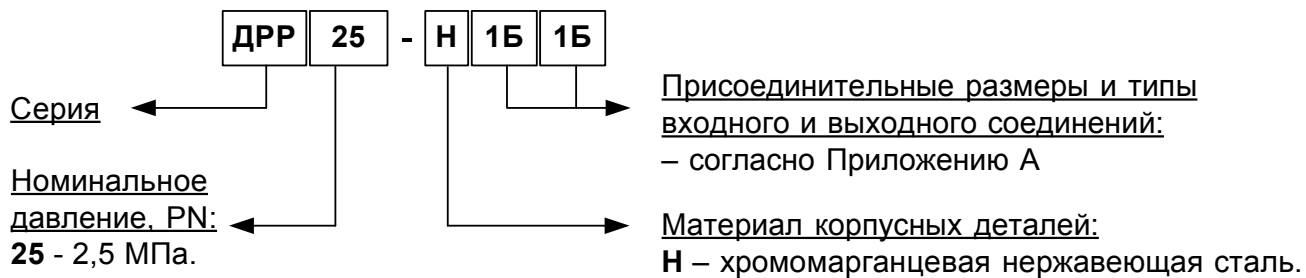 ДРР 25 - Н 1Б 1Б
Серия
Номинальное
давление, PN:
25 - 2,5 МПа.
Присоединительные размеры и типы
входного и выходного соединений:
– согласно Приложению А
Материал корпусных деталей:
Н – хромомарганцевая нержавеющая сталь.